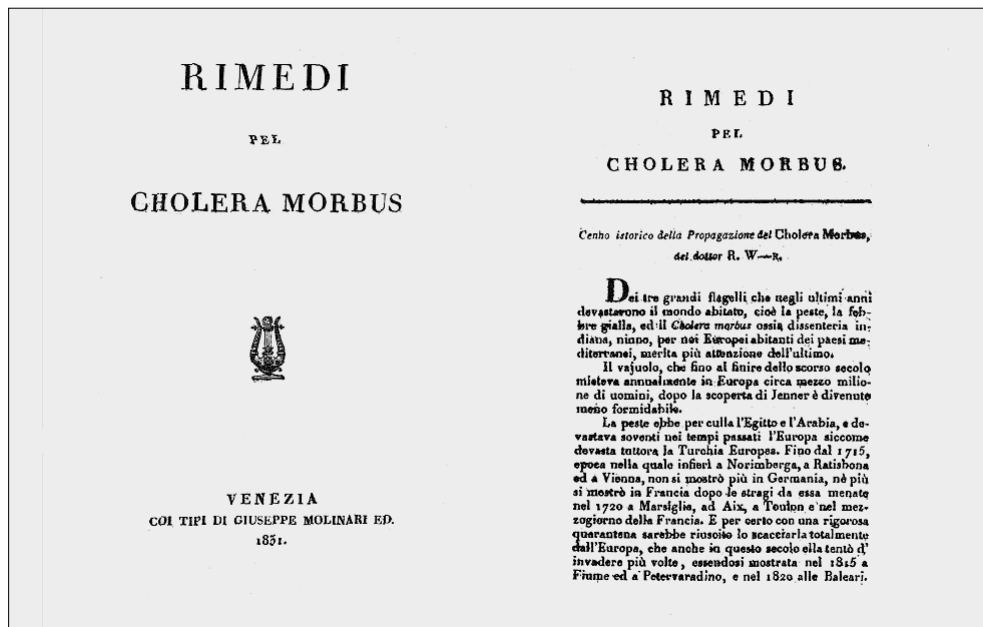 RIMEDI
PEL
CHOLERA MORBUS
VENEZIA
COI TIPI DI GIUSEPPE MOLINARI ED.
1831.
RIMEDI
PEL
CHOLERA MORBUS.
Cenno istorico della Propagazione del Cholera Morbus,
del dottor R. W—R.
Dei tre grandi flagelli che negli ultimi anni
devastarono il mondo abitato, cioè la peste, la feb-
bre gialla, ed il Cholera morbus ossia dissenteria in-
diana, niuno, per noi Europei abitanti dei paesi me-
diterranei, merita più attenzione dell'ultimo.
Il vajuolo, che fino al finire dello scorso secolo
mieteva annualmente in Europa circa mezzo milio-
ne di uomini, dopo la scoperta di Jenner è divenuto
meno formidabile.
La peste ebbe per culla l'Egitto e l'Arabia, e de-
vastava soventi nei tempi passati l'Europa siccome
devasta tuttora la Turchia Europea. Fino dal 1715,
epoca nella quale infierì a Norimberga, a Ratisbona
ed a Vienna, non si mostrò più in Germania, nè più
si mostrò in Francia dopo le stragi da essa menate
nel 1720 a Marsiglia, ad Aix, a Toulon e nel mez-
zogiorno della Francia. E per certo con una rigorosa
quarantena sarebbe riuscito lo scacciarla totalmente
dall'Europa, che anche in questo secolo ella tentò d'
invadere più volte, essendosi mostrata nel 1815 a
Fiume ed a Petervaradino, e nel 1820 alle Baleari.